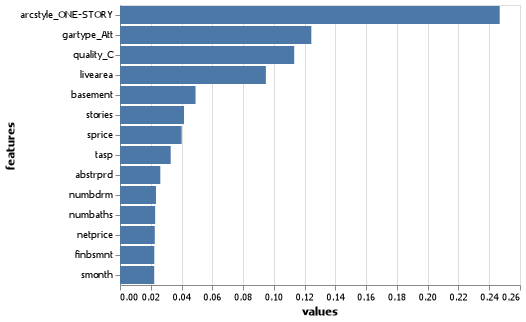 arcstyle_ONE-STORY
gartype_Att
quality_C
livearea
basement
stories
sprice
tasp
abstrprd
numbdrm
numbaths
netprice
finbsmnt
smonth
features
0.00 0.02 0.04 0.06 0.08 0.10 0.12 0.14 0.16 0.18 0.20 0.22 0.24 0.26
values